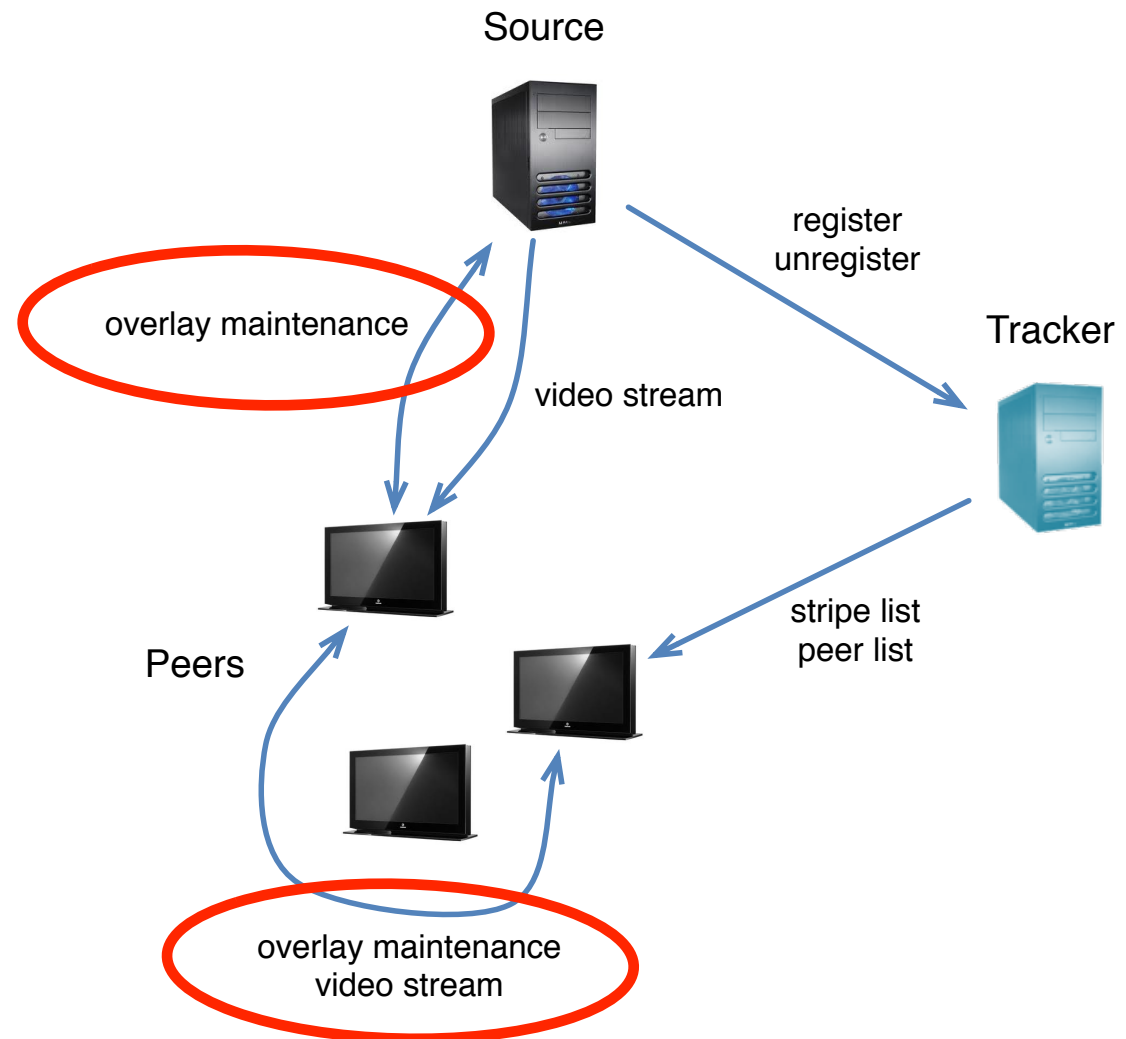 Source
register
unregister
overlay maintenance
Tracker
video stream
stripe list
peer list
Peers
overlay maintenance
video stream